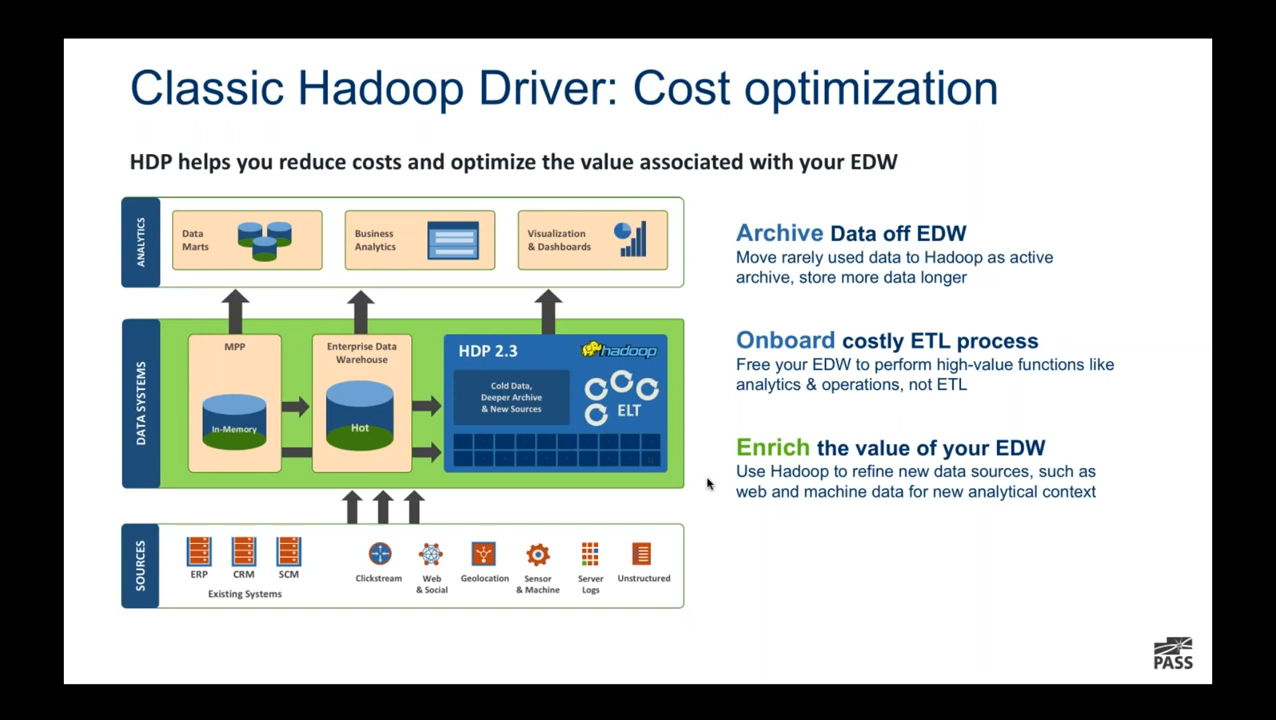 Classic Hadoop Driver: Cost optimization
HDP helps you reduce costs and optimize the value associated with your EDW
ANALYTICS
Data
Marts
Business
Analytics
Visualization
& Dashboards
DATA SYSTEMS
MPP
In-Memory
Enterprise Data
Warehouse
Hot
HDP 2.3
hadoop
Cold Data,
Deeper Archive
& New Sources
ELT
SOURCES
ERP
CRM
SCM
Existing Systems
Clickstream
Web
& Social
Geolocation
Sensor
& Machine
Server
Logs
Unstructured
Archive Data off EDW
Move rarely used data to Hadoop as active
archive, store more data longer
Onboard costly ETL process
Free your EDW to perform high-value functions like
analytics & operations, not ETL
Enrich the value of your EDW
Use Hadoop to refine new data sources, such as
web and machine data for new analytical context
PASS